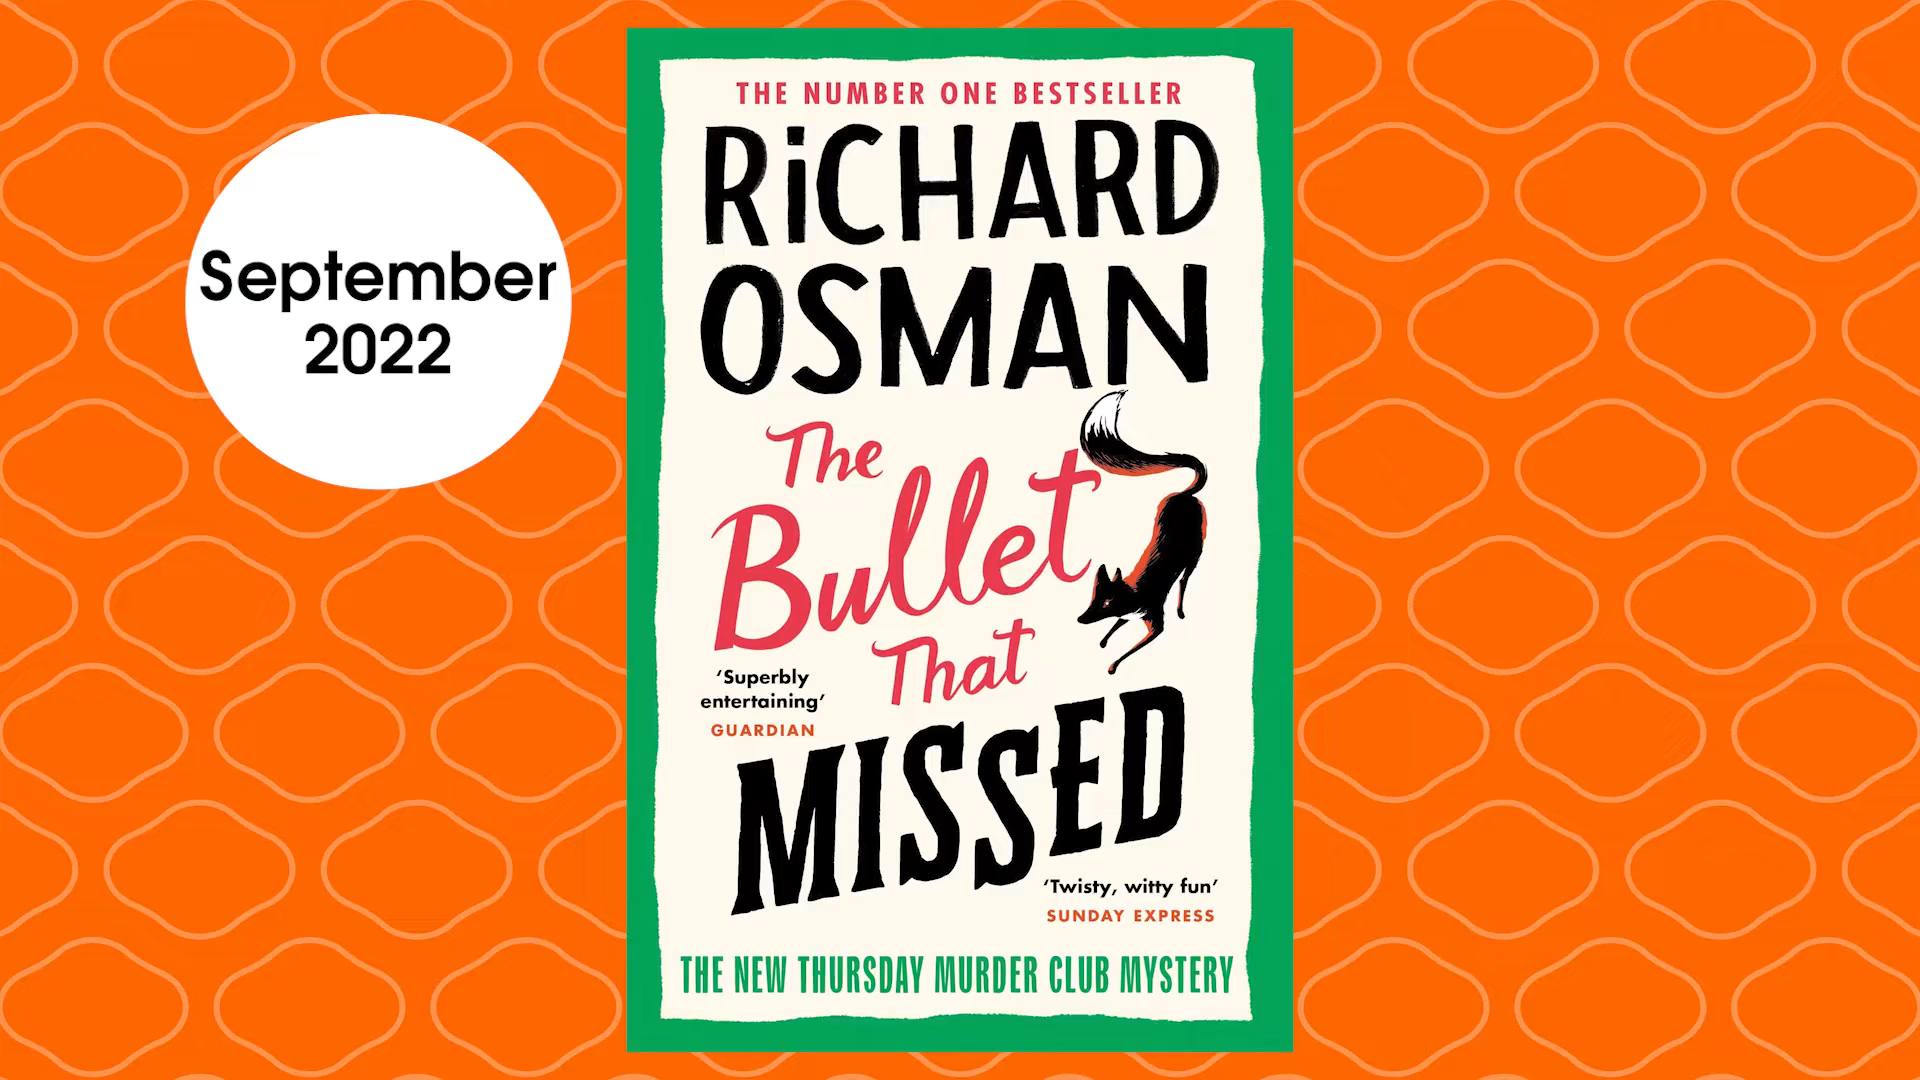 September
2022
THE NUMBER ONE BESTSELLER
RiCHARD
OSMAN
The
Bullet
That
'Superbly
entertaining'
GUARDIAN
MISSED
'Twisty, witty fun'
SUNDAY EXPRESS
THE NEW THURSDAY MURDER CLUB MYSTERY